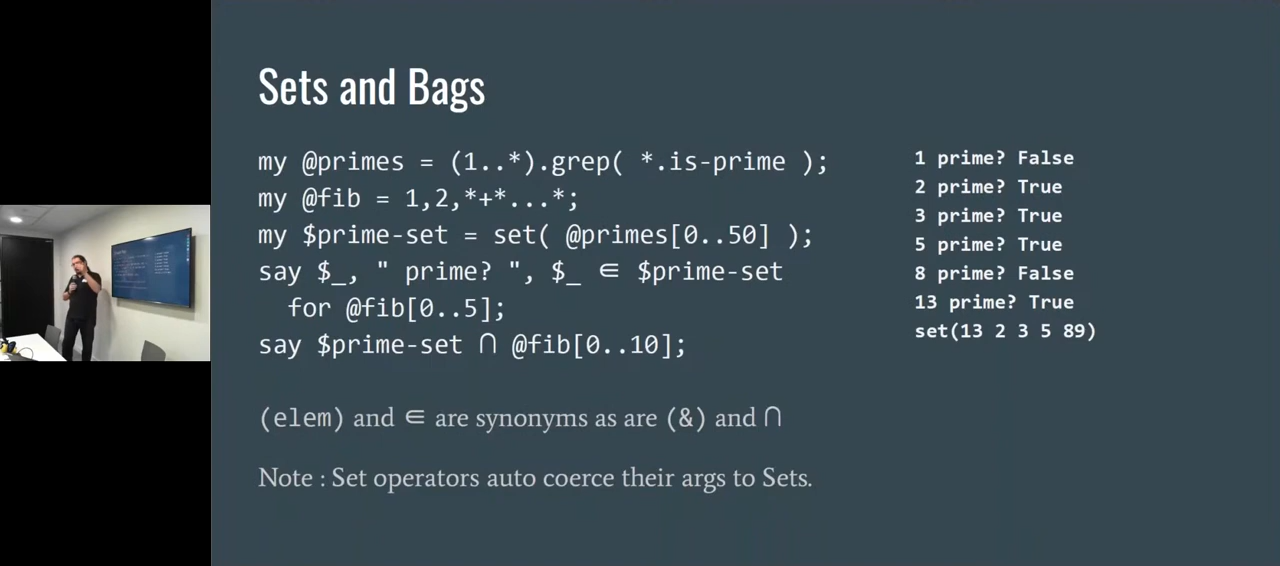 Sets and Bags
my @primes = (1..*).grep( *.is-prime );
my @fib = 1,2,*+*...*;
my $prime-set = set( @primes[0..50] );
say $_, " prime? ", $_ ∈ $prime-set
for @fib[0..5];
say $prime-set ∩ @fib[0..10];
(elem) and ∈ are synonyms as are (&) and ∩
Note : Set operators auto coerce their args to Sets.
1 prime? False
2 prime? True
3 prime? True
5 prime? True
8 prime? False
13 prime? True
set(13 2 3 5 89)